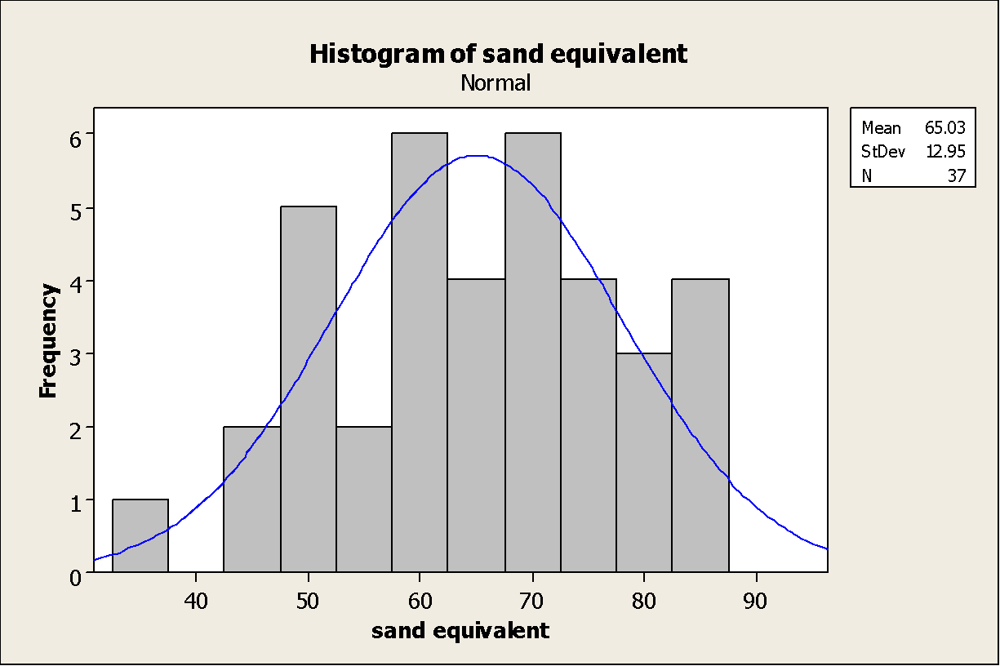 Histogram of sand equivalent
Normal
Mean 65.03
StDev 12.95
N 37
6
5
4
3
2
1
0
Frequency
40 50 60 70 80 90
sand equivalent